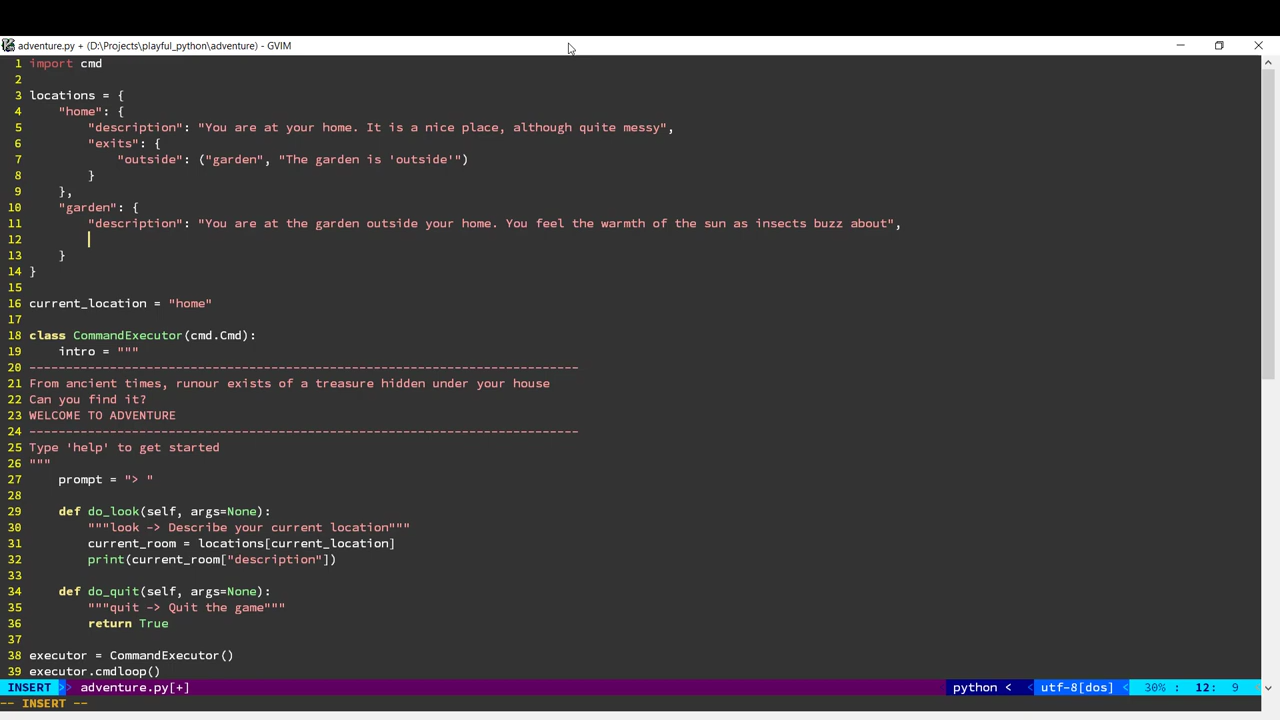 adventure.py + (D:\Projects\playful_python\adventure) - GVIM
1 import cmd
2
3 locations = {
4     "home": {
5         "description": "You are at your home. It is a nice place, although quite messy",
6         "exits": {
7             "outside": ("garden", "The garden is 'outside'")
8         }
9     },
10     "garden": {
11         "description": "You are at the garden outside your home. You feel the warmth of the sun as insects buzz about",
12
13     }
14 }
15
16 current_location = "home"
17
18 class CommandExecutor(cmd.Cmd):
19     intro = """
20 ---------------------------------------------------------------------------
21 From ancient times, runour exists of a treasure hidden under your house
22 Can you find it?
23 WELCOME TO ADVENTURE
24 ---------------------------------------------------------------------------
25 Type 'help' to get started
26 """
27     prompt = "> "
28
29     def do_look(self, args=None):
30         """look -> Describe your current location"""
31         current_room = locations[current_location]
32         print(current_room["description"])
33
34     def do_quit(self, args=None):
35         """quit -> Quit the game"""
36         return True
37
38 executor = CommandExecutor()
39 executor.cmdloop()
INSERT >> adventure.py[+] python < < utf-8[dos] < 30% : 12: 9 <
-- INSERT --